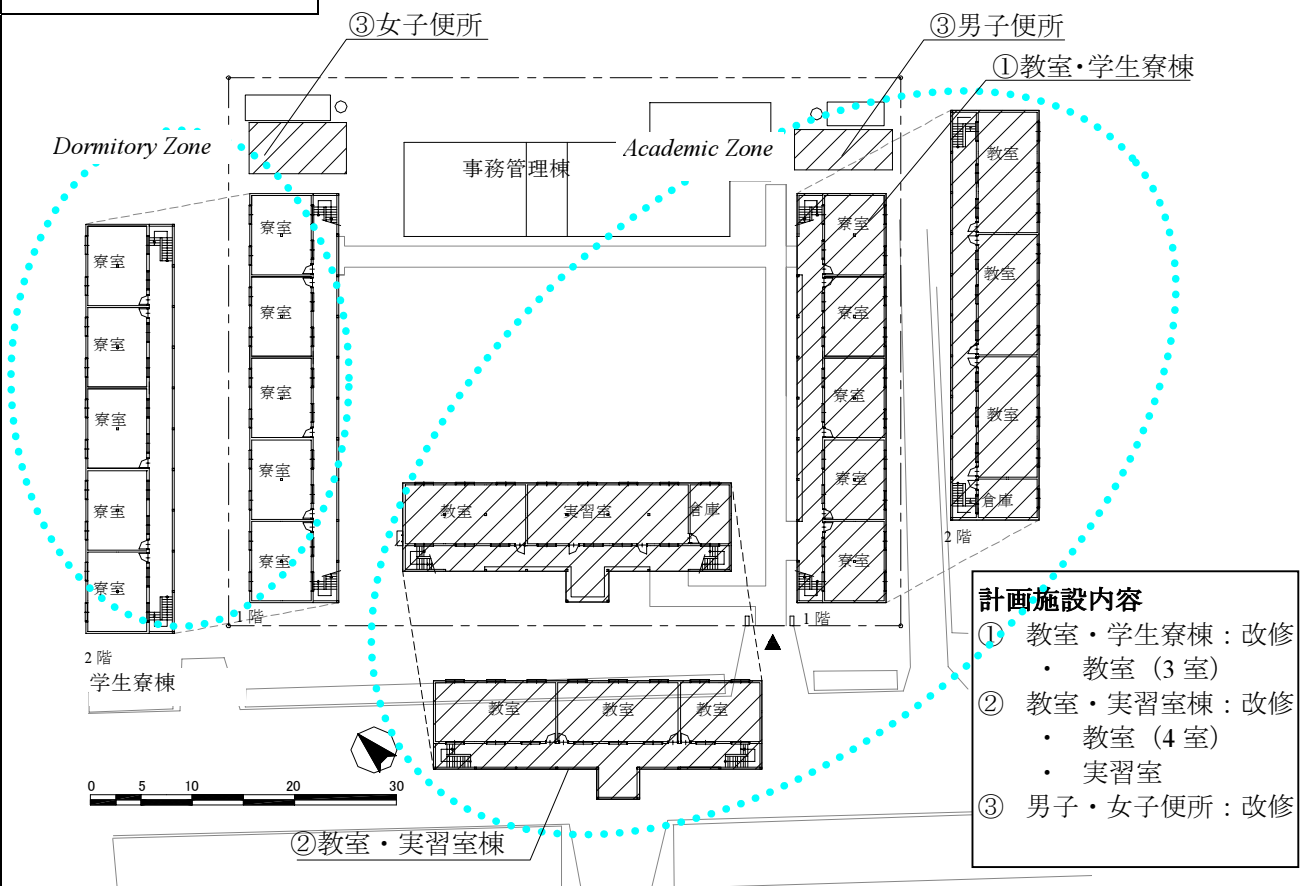 ③女子便所
③男子便所
①教室・学生寮棟
Dormitory Zone
Academic Zone
事務管理棟
教室
教室
教室
倉庫
2 階
寮室
寮室
寮室
寮室
寮室
1 階
寮室
寮室
寮室
寮室
寮室
2 階
学生寮棟
寮室
寮室
寮室
寮室
寮室
1 階
教室
実習室
倉庫
教室
教室
教室
②教室・実習室棟
0 5 10 20 30
計画施設内容
① 教室・学生寮棟：改修
・ 教室（3 室）
② 教室・実習室棟：改修
・ 教室（4 室）
・ 実習室
③ 男子・女子便所：改修